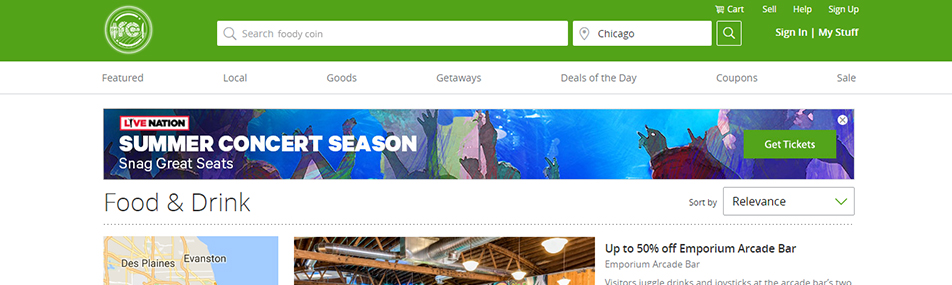 Cart Sell Help Sign Up
Search foody coin Chicago
Sign In | My Stuff
Featured Local Goods Getaways Deals of the Day Coupons Sale
LIVE NATION
SUMMER CONCERT SEASON
Snag Great Seats
Get Tickets
Food & Drink
Sort by Relevance
Des Plaines
Evanston
Up to 50% off Emporium Arcade Bar
Emporium Arcade Bar
Visitors juggle drinks and joysticks at the arcade bar's two